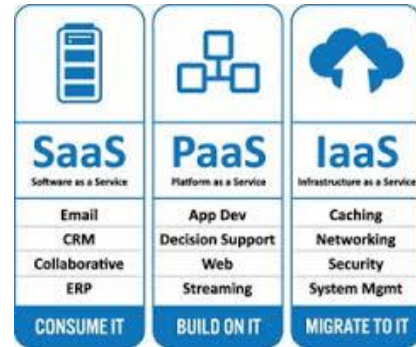 SaaS
Software as a Service
Email
CRM
Collaborative
ERP
CONSUME IT
PaaS
Platform as a Service
App Dev
Decision Support
Web
Streaming
BUILD ON IT
IaaS
Infrastructure as a Service
Caching
Networking
Security
System Mgmt
MIGRATE TO IT